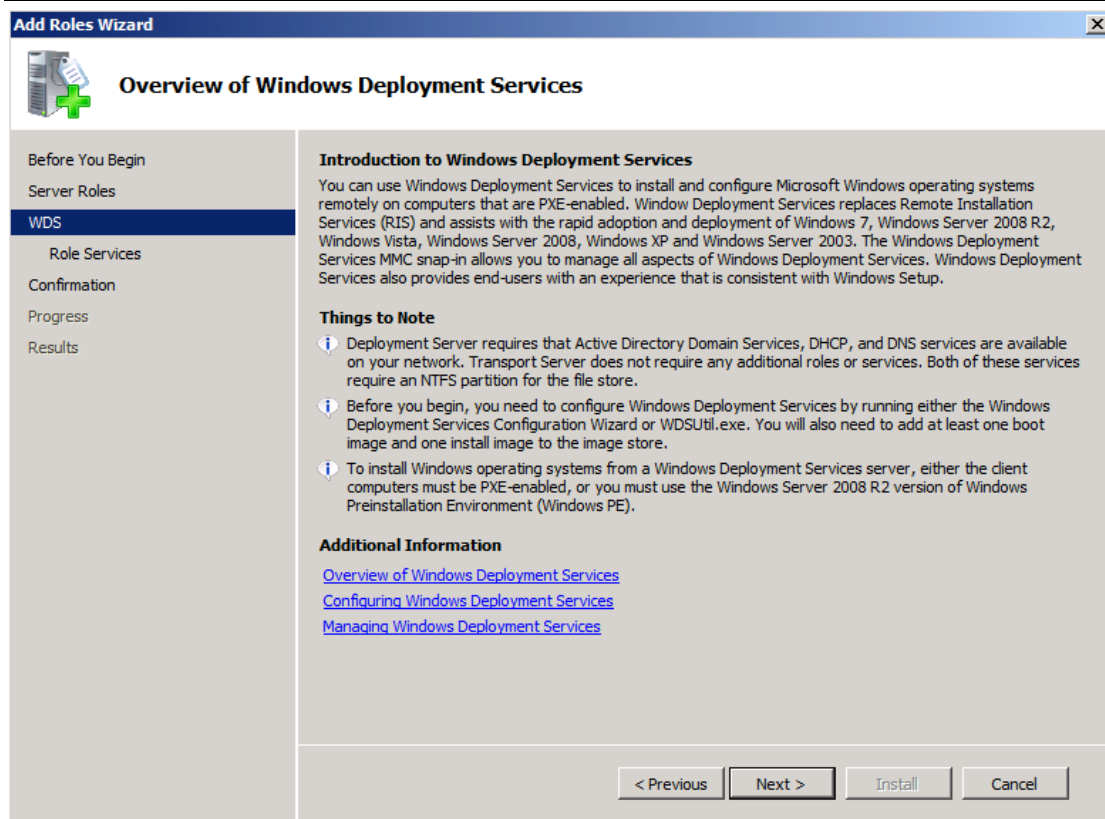 Add Roles Wizard
Overview of Windows Deployment Services
Before You Begin
Server Roles
WDS
Role Services
Confirmation
Progress
Results
Introduction to Windows Deployment Services
You can use Windows Deployment Services to install and configure Microsoft Windows operating systems
remotely on computers that are PXE-enabled. Window Deployment Services replaces Remote Installation
Services (RIS) and assists with the rapid adoption and deployment of Windows 7, Windows Server 2008 R2,
Windows Vista, Windows Server 2008, Windows XP and Windows Server 2003. The Windows Deployment
Services MMC snap-in allows you to manage all aspects of Windows Deployment Services. Windows Deployment
Services also provides end-users with an experience that is consistent with Windows Setup.
Things to Note
Deployment Server requires that Active Directory Domain Services, DHCP, and DNS services are available
on your network. Transport Server does not require any additional roles or services. Both of these services
require an NTFS partition for the file store.
Before you begin, you need to configure Windows Deployment Services by running either the Windows
Deployment Services Configuration Wizard or WDSUtil.exe. You will also need to add at least one boot
image and one install image to the image store.
To install Windows operating systems from a Windows Deployment Services server, either the client
computers must be PXE-enabled, or you must use the Windows Server 2008 R2 version of Windows
Preinstallation Environment (Windows PE).
Additional Information
Overview of Windows Deployment Services
Configuring Windows Deployment Services
Managing Windows Deployment Services
< Previous Next > Install Cancel